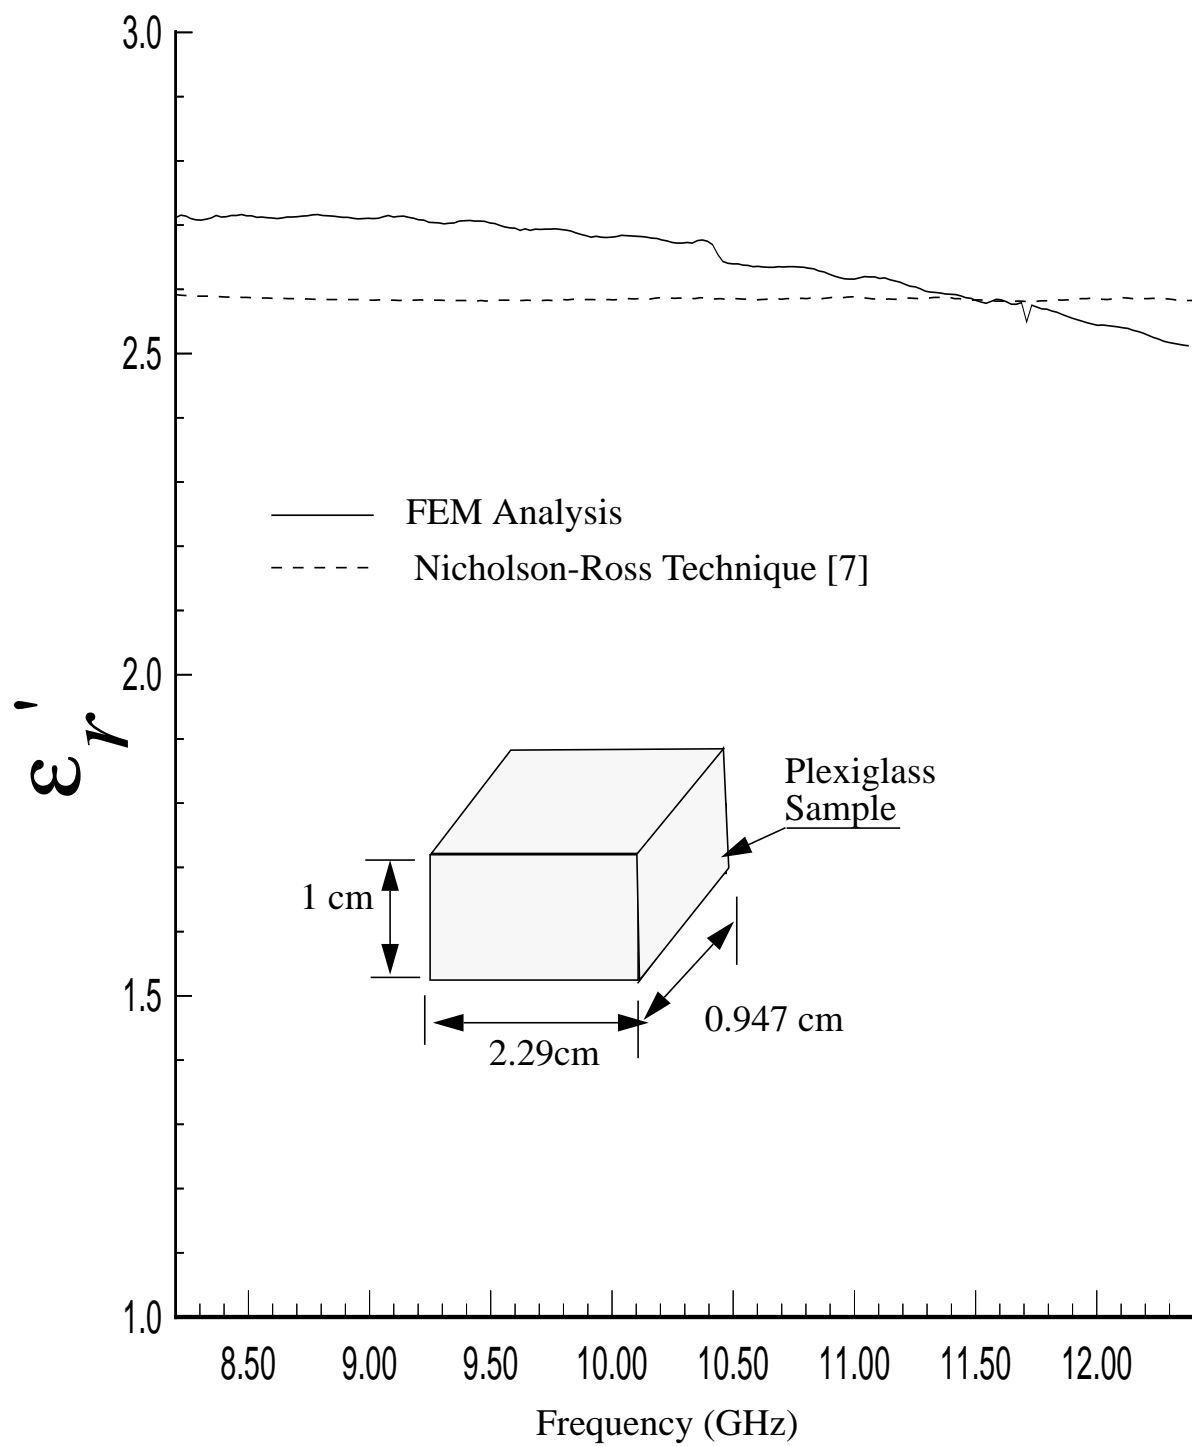 3.0
2.5
FEM Analysis
Nicholson-Ross Technique [7]
2.0
εr'
Plexiglass
Sample
1 cm
1.5
0.947 cm
2.29cm
1.0
8.50 9.00 9.50 10.00 10.50 11.00 11.50 12.00
Frequency (GHz)